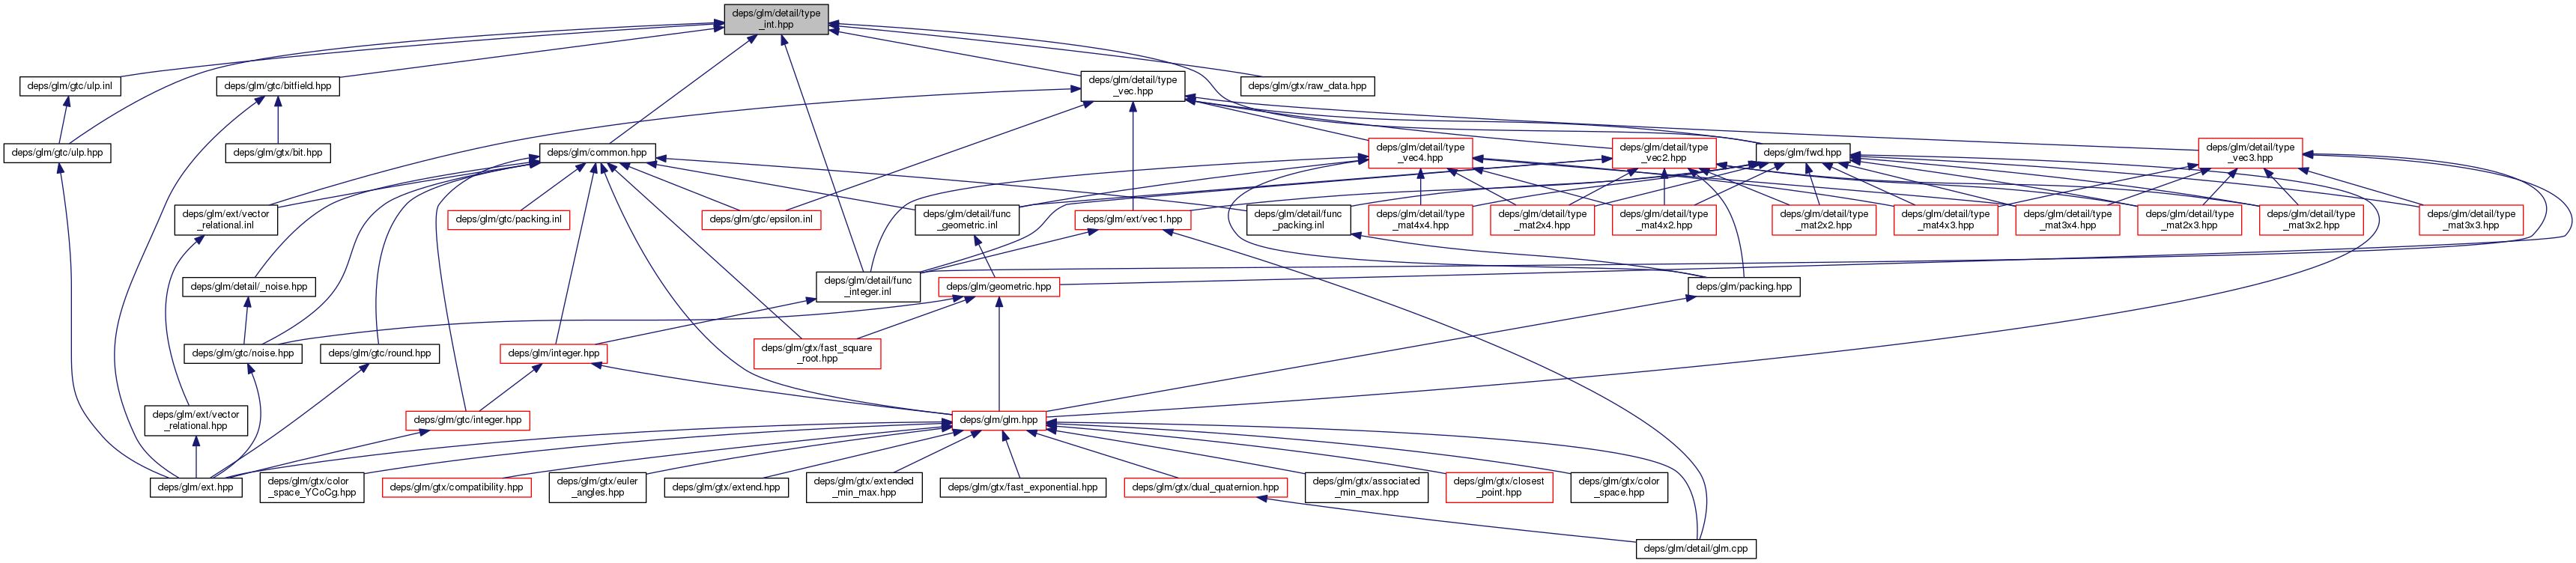 deps/glm/detail/type
_int.hpp
deps/glm/gtc/ulp.inl
deps/glm/gtc/bitfield.hpp
deps/glm/detail/type
_vec.hpp
deps/glm/gtx/raw_data.hpp
deps/glm/gtc/ulp.hpp
deps/glm/gtx/bit.hpp
deps/glm/common.hpp
deps/glm/detail/type
_vec4.hpp
deps/glm/detail/type
_vec2.hpp
deps/glm/fwd.hpp
deps/glm/detail/type
_vec3.hpp
deps/glm/ext/vector
_relational.inl
deps/glm/gtc/packing.inl
deps/glm/gtc/epsilon.inl
deps/glm/detail/func
_geometric.inl
deps/glm/ext/vec1.hpp
deps/glm/detail/func
_packing.inl
deps/glm/detail/type
_mat4x4.hpp
deps/glm/detail/type
_mat2x4.hpp
deps/glm/detail/type
_mat4x2.hpp
deps/glm/detail/type
_mat2x2.hpp
deps/glm/detail/type
_mat4x3.hpp
deps/glm/detail/type
_mat3x4.hpp
deps/glm/detail/type
_mat2x3.hpp
deps/glm/detail/type
_mat3x2.hpp
deps/glm/detail/type
_mat3x3.hpp
deps/glm/detail/_noise.hpp
deps/glm/detail/func
_integer.inl
deps/glm/geometric.hpp
deps/glm/packing.hpp
deps/glm/gtc/noise.hpp
deps/glm/gtc/round.hpp
deps/glm/integer.hpp
deps/glm/gtx/fast_square
_root.hpp
deps/glm/ext/vector
_relational.hpp
deps/glm/gtc/integer.hpp
deps/glm/glm.hpp
deps/glm/ext.hpp
deps/glm/gtx/color
_space_YCoCg.hpp
deps/glm/gtx/compatibility.hpp
deps/glm/gtx/euler
_angles.hpp
deps/glm/gtx/extend.hpp
deps/glm/gtx/extended
_min_max.hpp
deps/glm/gtx/fast_exponential.hpp
deps/glm/gtx/dual_quaternion.hpp
deps/glm/gtx/associated
_min_max.hpp
deps/glm/gtx/closest
_point.hpp
deps/glm/gtx/color
_space.hpp
deps/glm/detail/glm.cpp